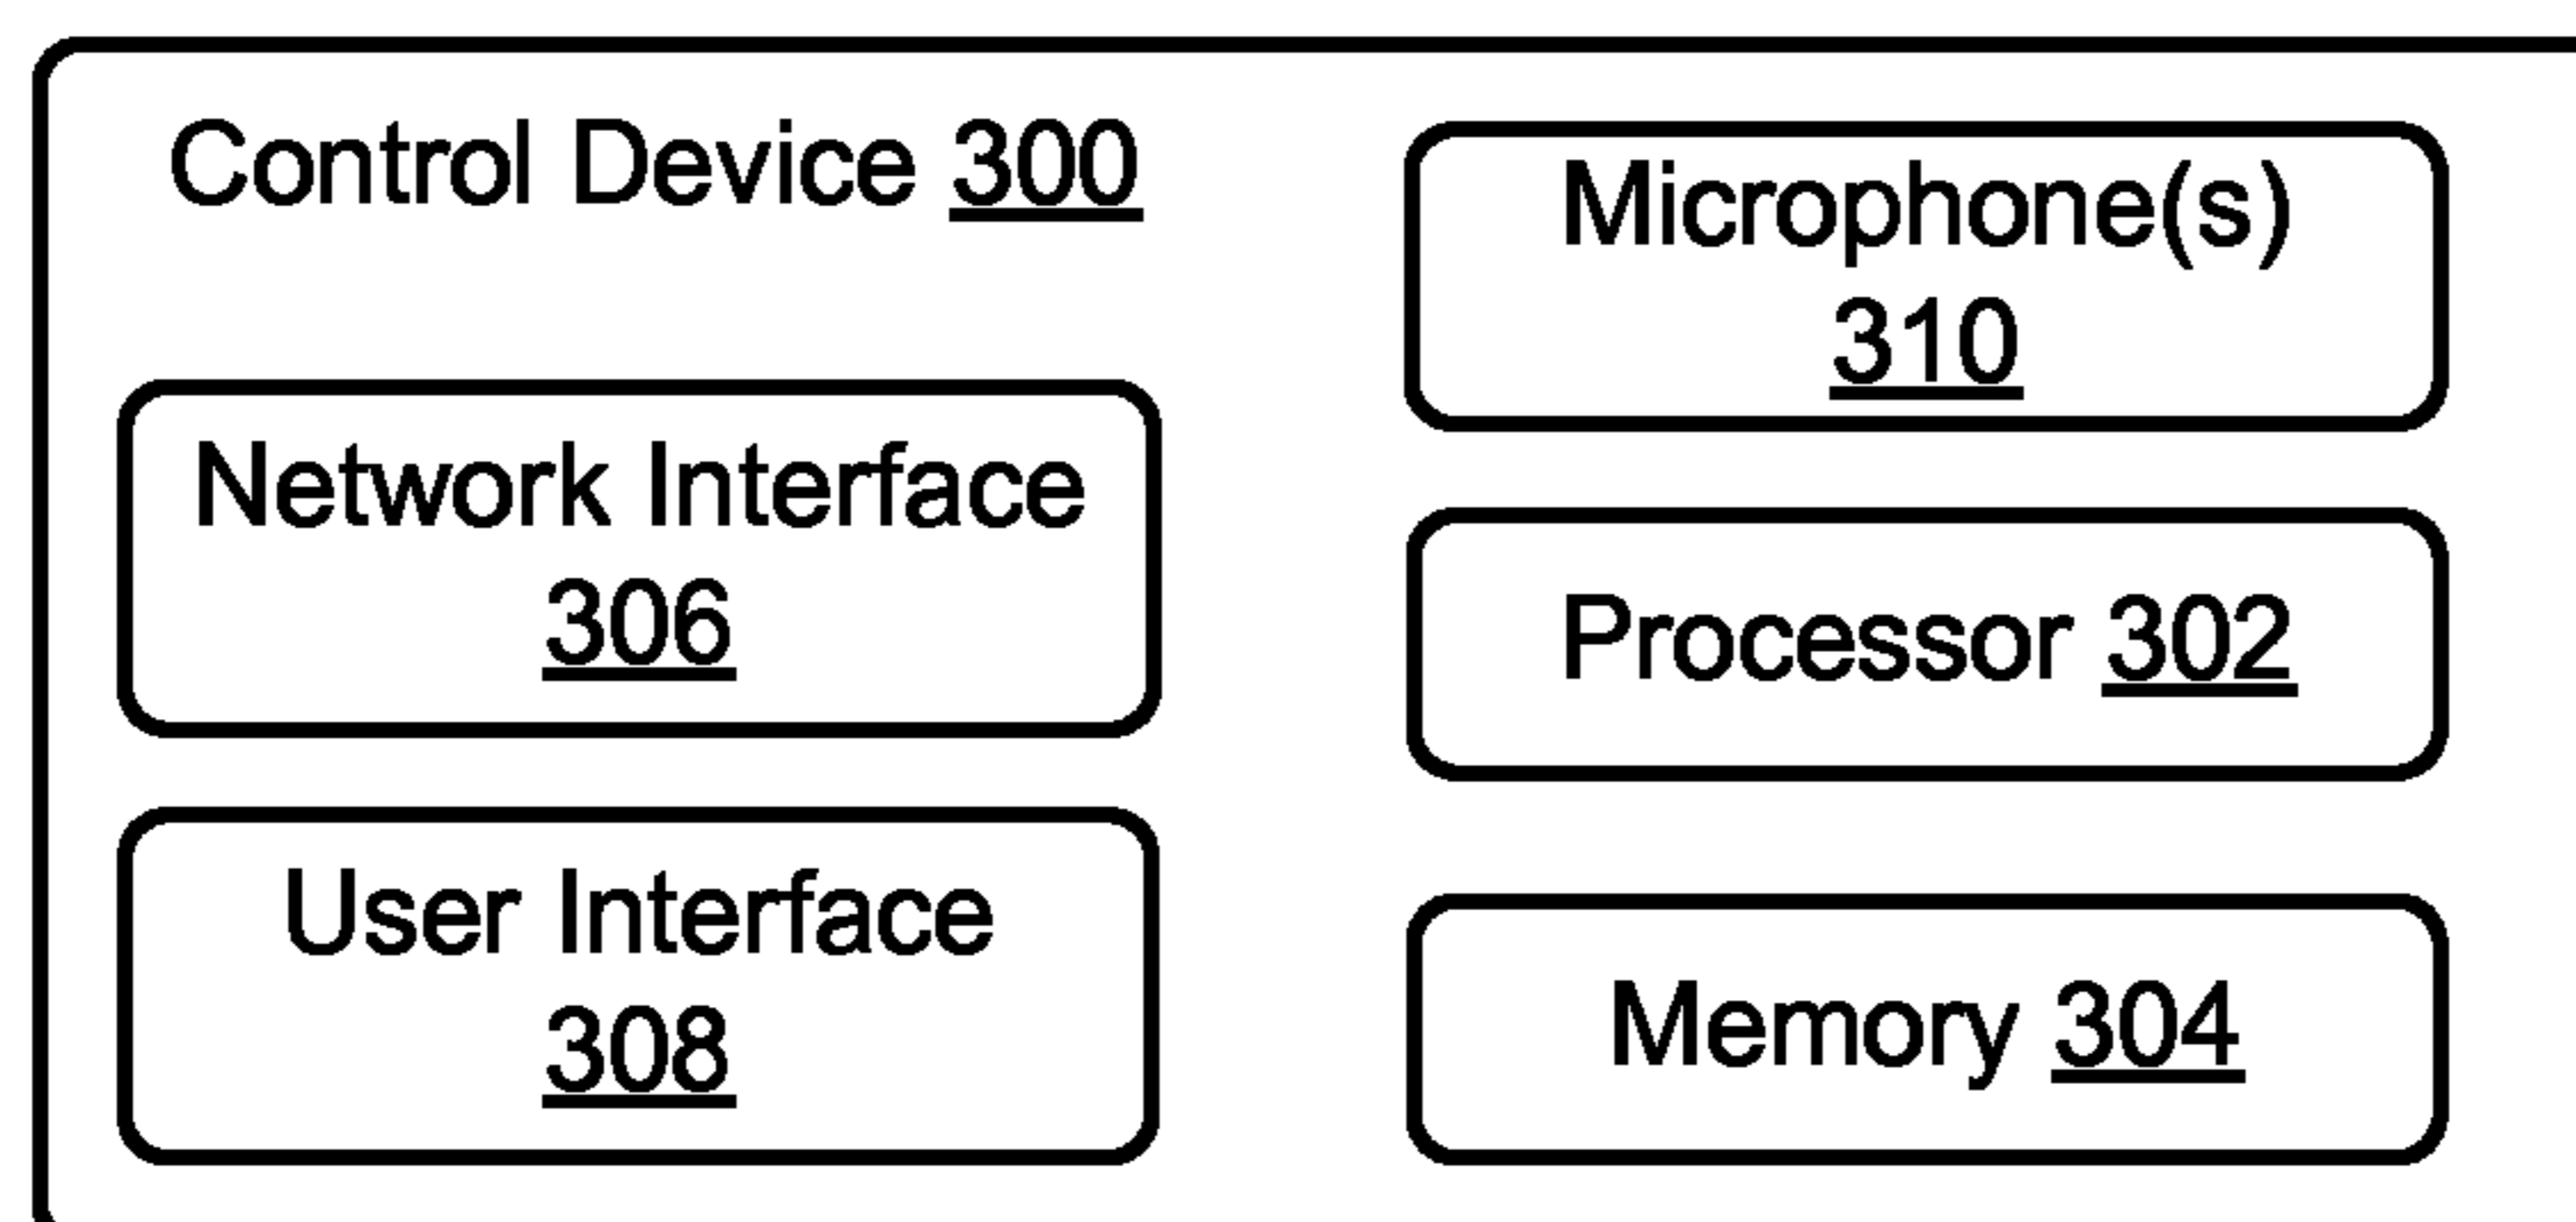 Control Device 300
Network Interface
306
User Interface
308
Microphone(s)
310
Processor 302
Memory 304